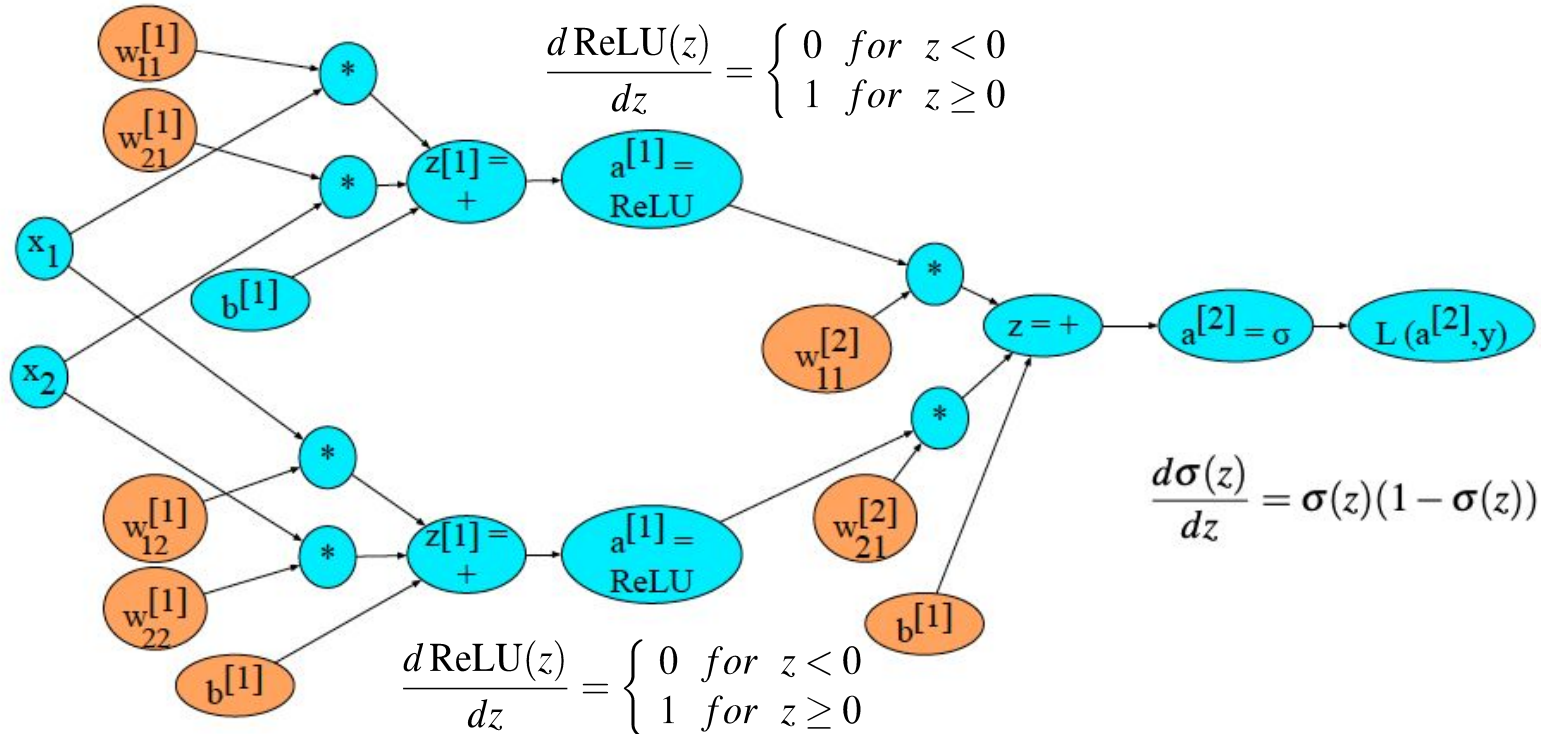 w[1]
11
*
dReLU(z)/dz = { 0 for z < 0
1 for z ≥ 0
w[1]
21
*
z[1] =
+
a[1] =
ReLU
x1
b[1]
*
w[2]
11
z = +
a[2] = σ
L (a[2],y)
x2
*
w[2]
21
dσ(z)/dz = σ(z)(1 − σ(z))
*
w[1]
12
*
z[1] =
+
a[1] =
ReLU
w[1]
22
b[1]
b[1]
dReLU(z)/dz = { 0 for z < 0
1 for z ≥ 0